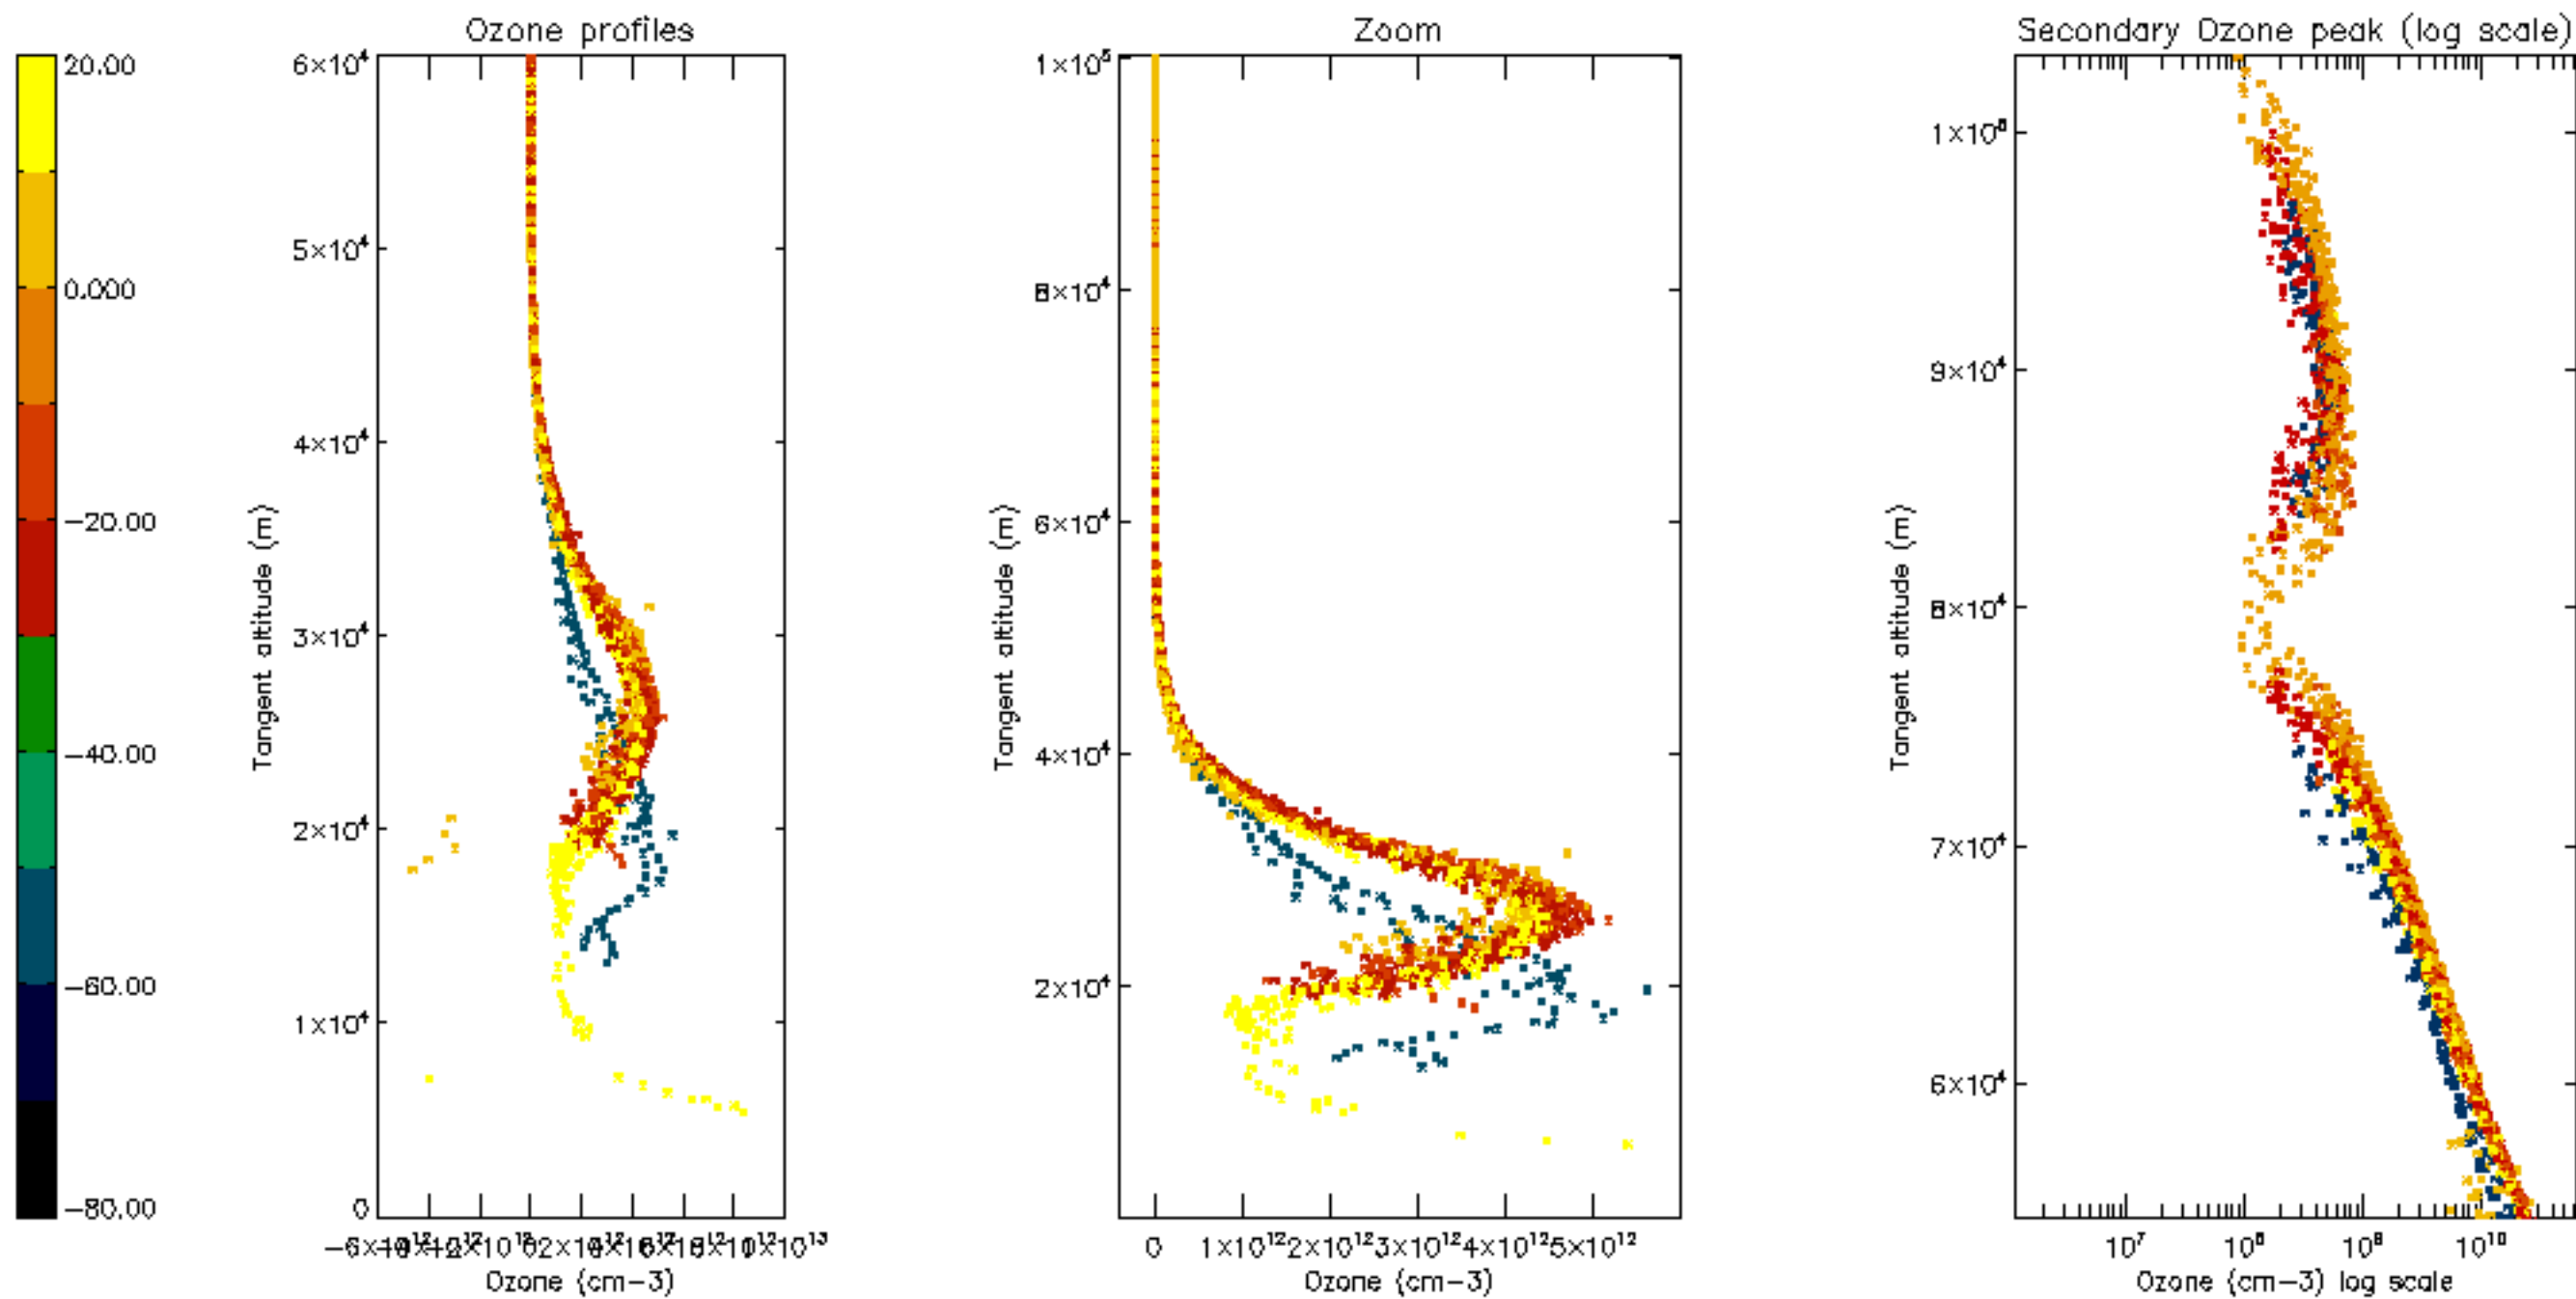 Ozone profiles
Zoom
Secondary Ozone peak (log scale)
20.00
0.000
−20.00
−40.00
−60.00
−80.00
6×10⁴
5×10⁴
4×10⁴
3×10⁴
2×10⁴
1×10⁴
0
Tangent altitude (m)
Ozone (cm−3)
1×10⁵
8×10⁴
6×10⁴
4×10⁴
2×10⁴
Tangent altitude (m)
0 1×10¹² 2×10¹² 3×10¹² 4×10¹² 5×10¹²
Ozone (cm−3)
9×10⁴
8×10⁴
7×10⁴
6×10⁴
Tangent altitude (m)
10⁷ 10⁸ 10⁹ 10¹⁰
Ozone (cm−3) log scale